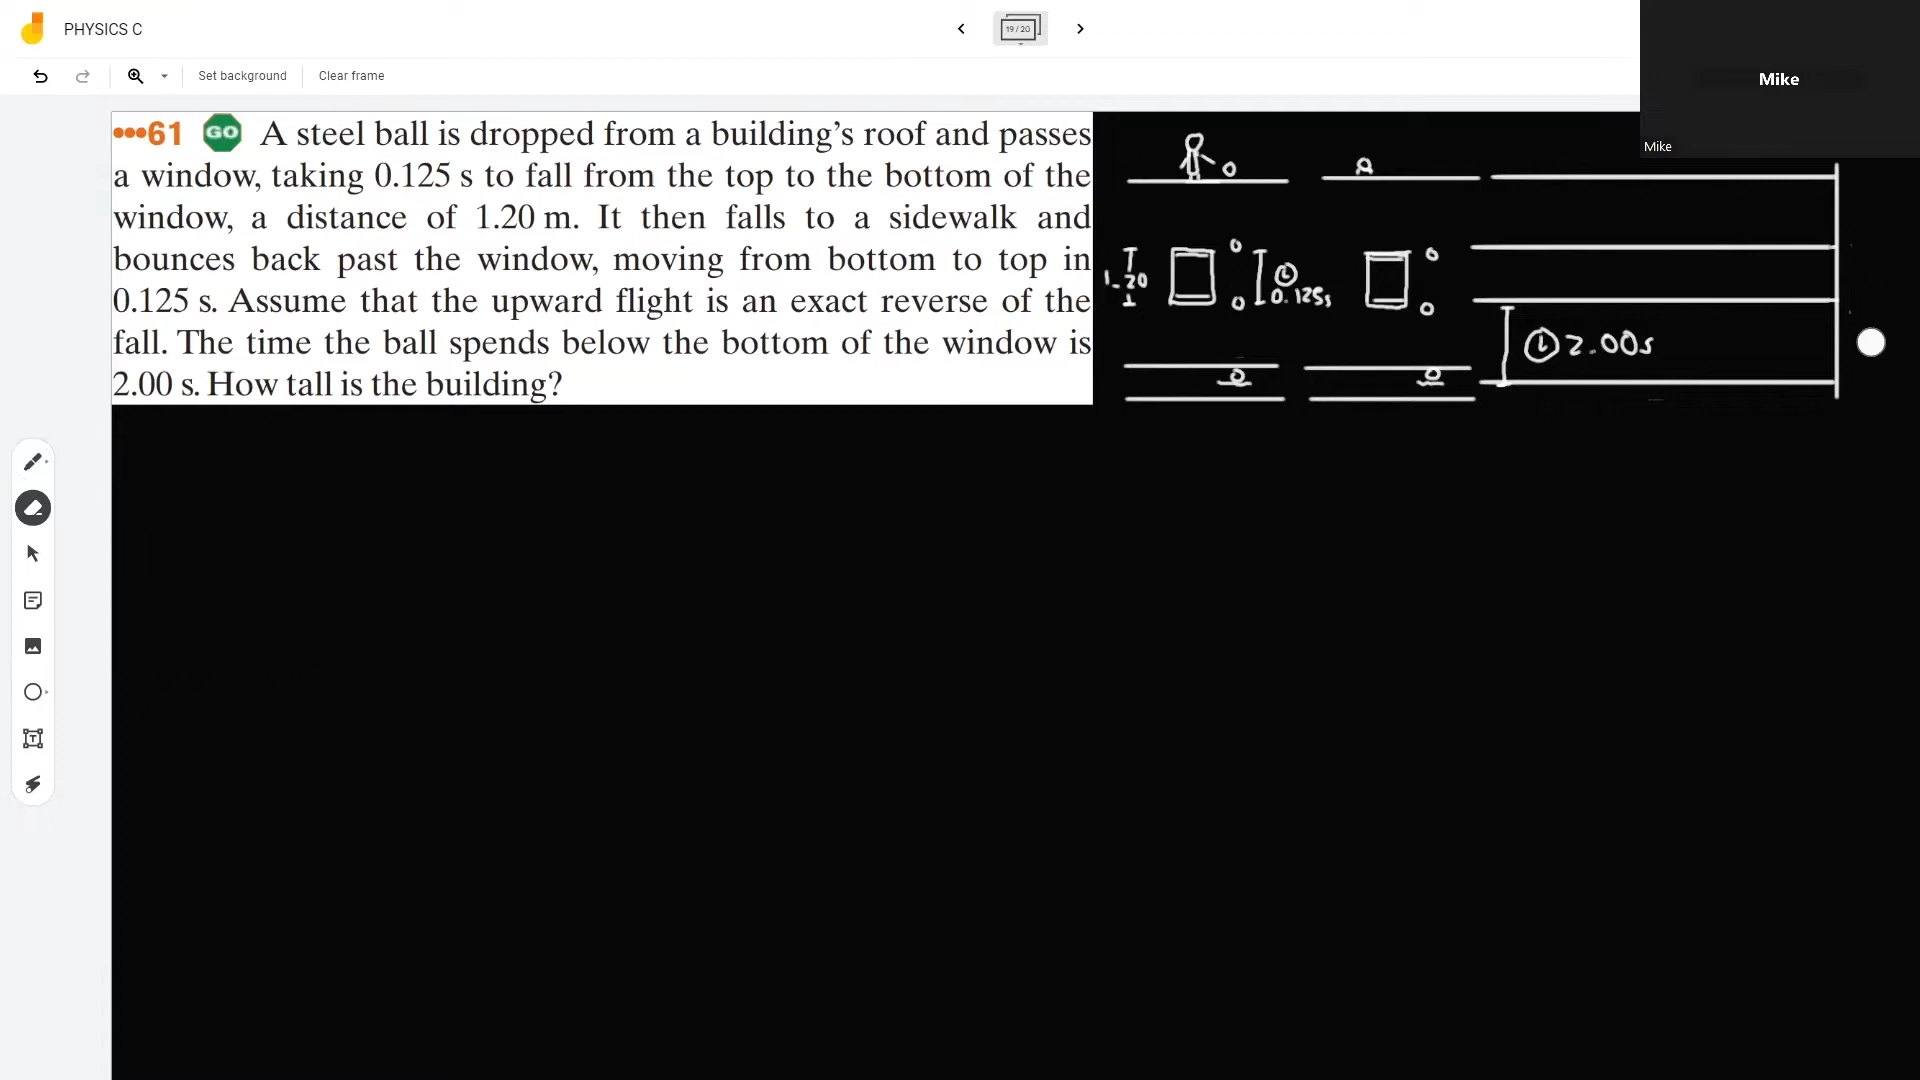 PHYSICS C
19 / 20
Mike
Set background
Clear frame
Mike
•••61 GO A steel ball is dropped from a building’s roof and passes
a window, taking 0.125 s to fall from the top to the bottom of the
window, a distance of 1.20 m. It then falls to a sidewalk and
bounces back past the window, moving from bottom to top in
0.125 s. Assume that the upward flight is an exact reverse of the
fall. The time the ball spends below the bottom of the window is
2.00 s. How tall is the building?
1.20
0.125s
2.00s